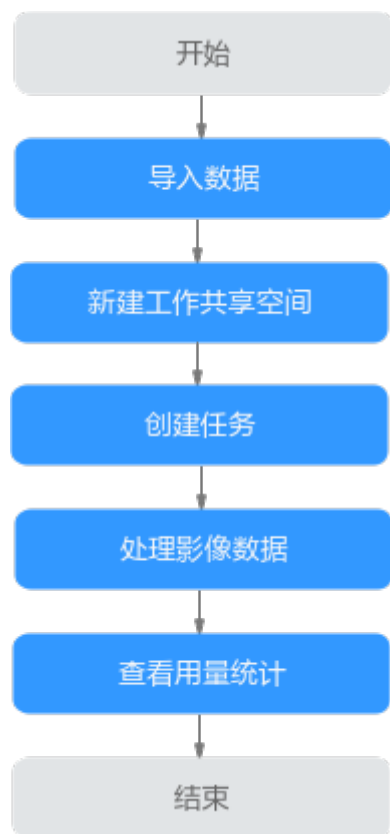 开始
导入数据
新建工作共享空间
创建任务
处理影像数据
查看用量统计
结束